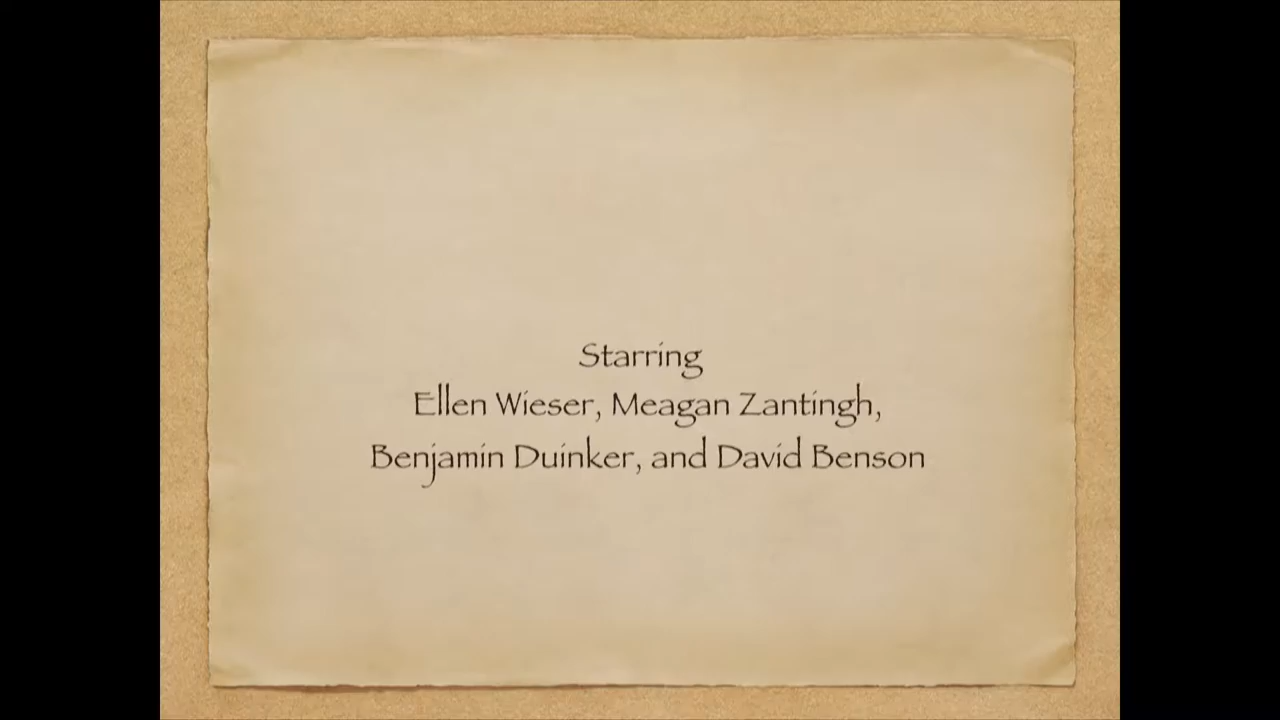 Starring
Ellen Wieser, Meagan Zantingh,
Benjamin Duinker, and David Benson